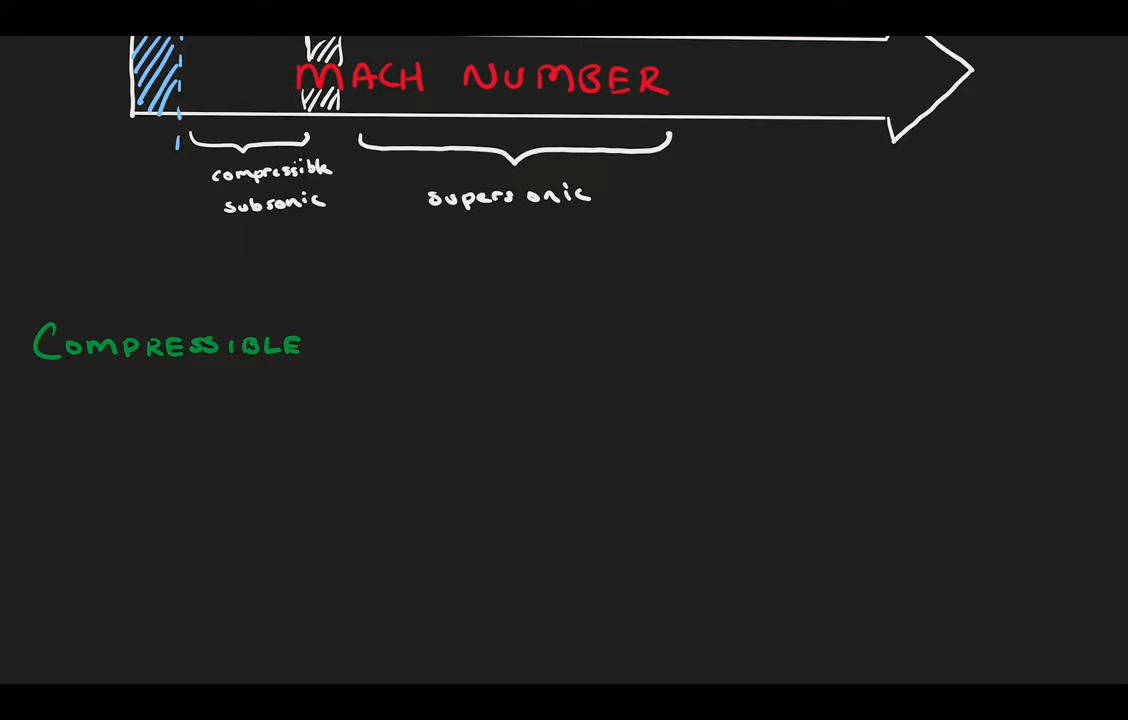 MACH NUMBER
compressible
subsonic
supersonic
COMPRESSIBLE